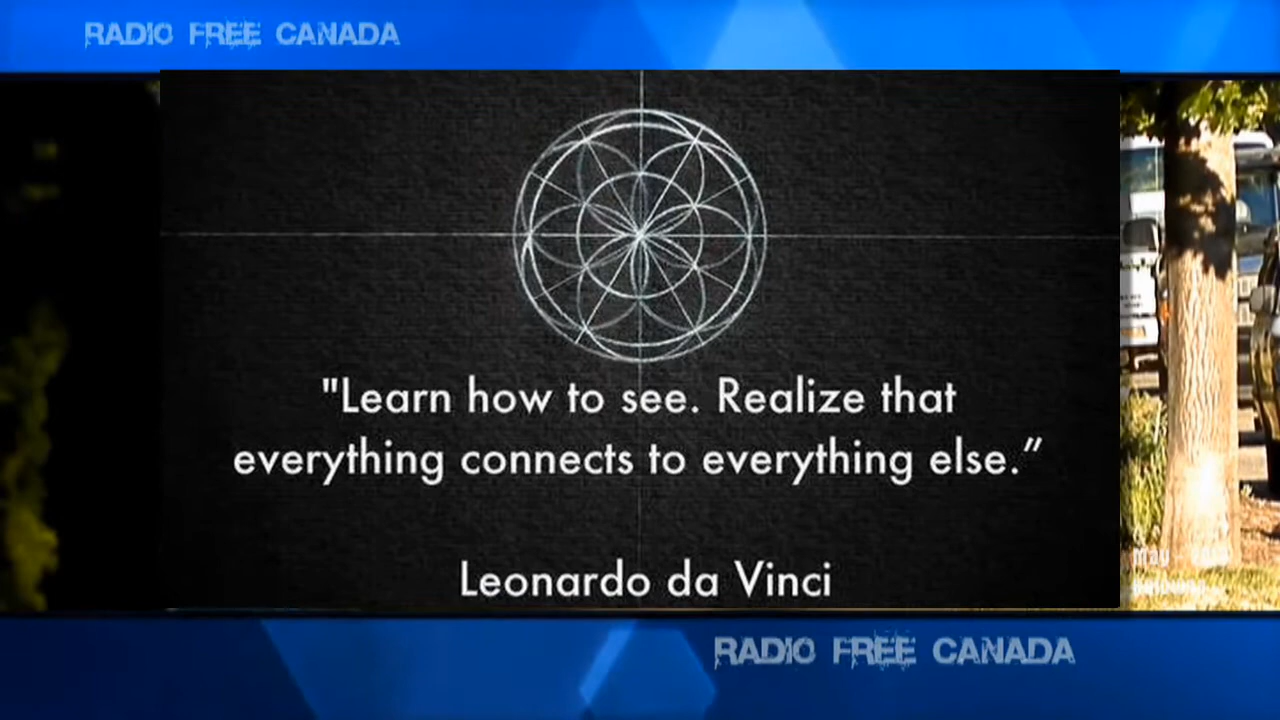 RADIO FREE CANADA
"Learn how to see. Realize that
everything connects to everything else.”
Leonardo da Vinci
RADIO FREE CANADA